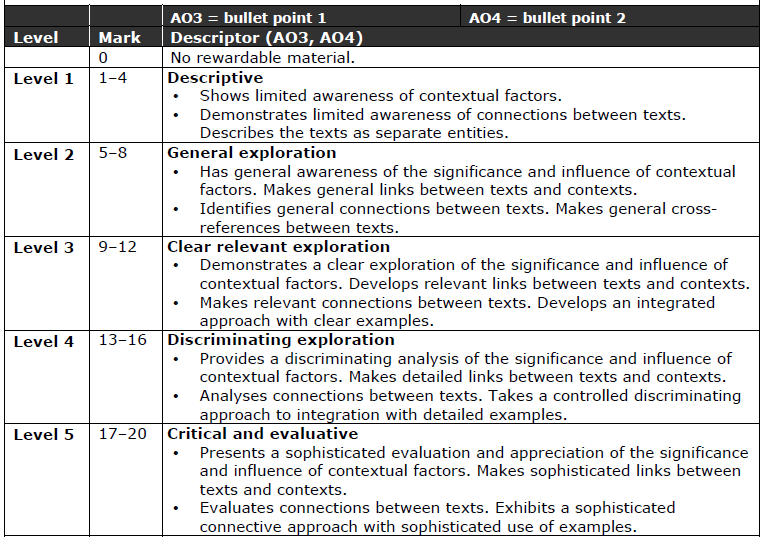 AO3 = bullet point 1 AO4 = bullet point 2
Level Mark Descriptor (AO3, AO4)
0 No rewardable material.
Level 1 1–4 Descriptive
• Shows limited awareness of contextual factors.
• Demonstrates limited awareness of connections between texts.
Describes the texts as separate entities.
Level 2 5–8 General exploration
• Has general awareness of the significance and influence of contextual
factors. Makes general links between texts and contexts.
• Identifies general connections between texts. Makes general cross-
references between texts.
Level 3 9–12 Clear relevant exploration
• Demonstrates a clear exploration of the significance and influence of
contextual factors. Develops relevant links between texts and contexts.
• Makes relevant connections between texts. Develops an integrated
approach with clear examples.
Level 4 13–16 Discriminating exploration
• Provides a discriminating analysis of the significance and influence of
contextual factors. Makes detailed links between texts and contexts.
• Analyses connections between texts. Takes a controlled discriminating
approach to integration with detailed examples.
Level 5 17–20 Critical and evaluative
• Presents a sophisticated evaluation and appreciation of the significance
and influence of contextual factors. Makes sophisticated links between
texts and contexts.
• Evaluates connections between texts. Exhibits a sophisticated
connective approach with sophisticated use of examples.